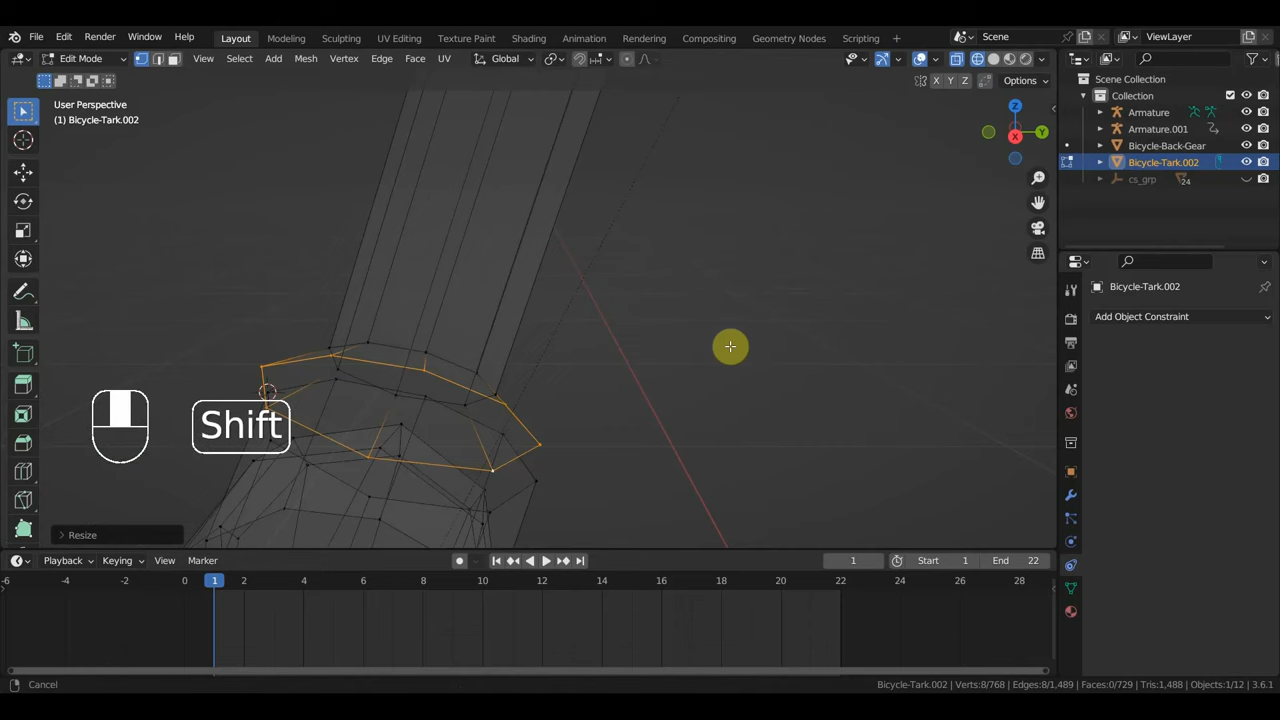 File Edit Render Window Help Layout Modeling Sculpting UV Editing Texture Paint Shading Animation Rendering Compositing Geometry Nodes Scripting + Scene ViewLayer
Edit Mode View Select Add Mesh Vertex Edge Face UV Global
X Y Z Options
User Perspective
(1) Bicycle-Tark.002
Scene Collection
Collection
Armature
Armature.001
Bicycle-Back-Gear
Bicycle-Tark.002
cs_grp 24
Z
Y
X
Bicycle-Tark.002
Add Object Constraint
Shift
Resize
Playback Keying View Marker 1 Start 1 End 22
-6 -4 -2 0 1 2 4 6 8 10 12 14 16 18 20 22 24 26 28
Cancel Bicycle-Tark.002 | Verts:8/768 | Edges:8/1,489 | Faces:0/729 | Tris:1,488 | Objects:1/12 | 3.6.1